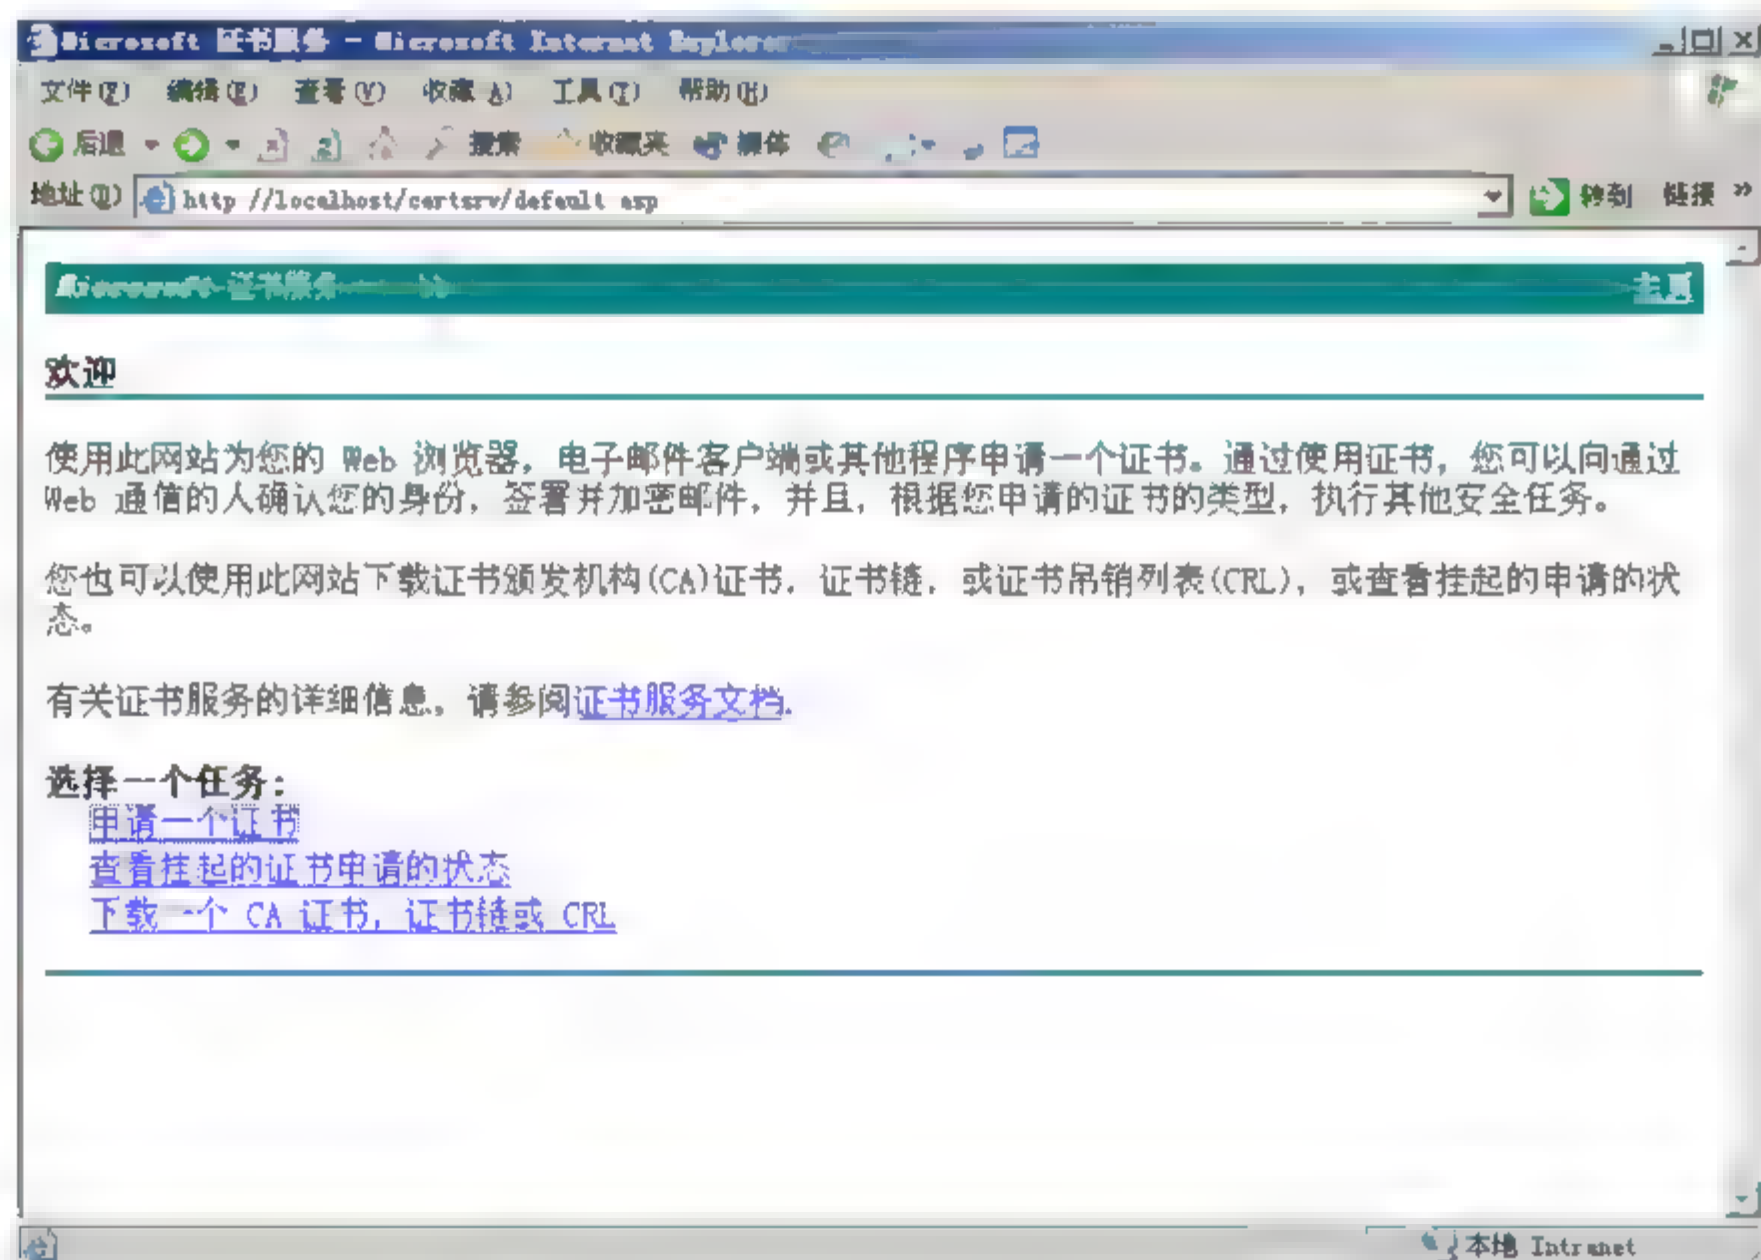 Microsoft 证书服务 - Microsoft Internet Explorer
文件(F) 编辑(E) 查看(V) 收藏(A) 工具(T) 帮助(H)
后退 搜索 收藏夹 媒体
地址(D) http //localhost/certsrv/default asp 转到 链接 »
Microsoft 证书服务 主页
欢迎
使用此网站为您的 Web 浏览器，电子邮件客户端或其他程序申请一个证书。通过使用证书，您可以向通过
Web 通信的人确认您的身份，签署并加密邮件，并且，根据您申请的证书的类型，执行其他安全任务。
您也可以使用此网站下载证书颁发机构(CA)证书，证书链，或证书吊销列表(CRL)，或查看挂起的申请的状
态。
有关证书服务的详细信息，请参阅证书服务文档.
选择一个任务:
申请一个证书
查看挂起的证书申请的状态
下载一个 CA 证书，证书链或 CRL
本地 Intranet